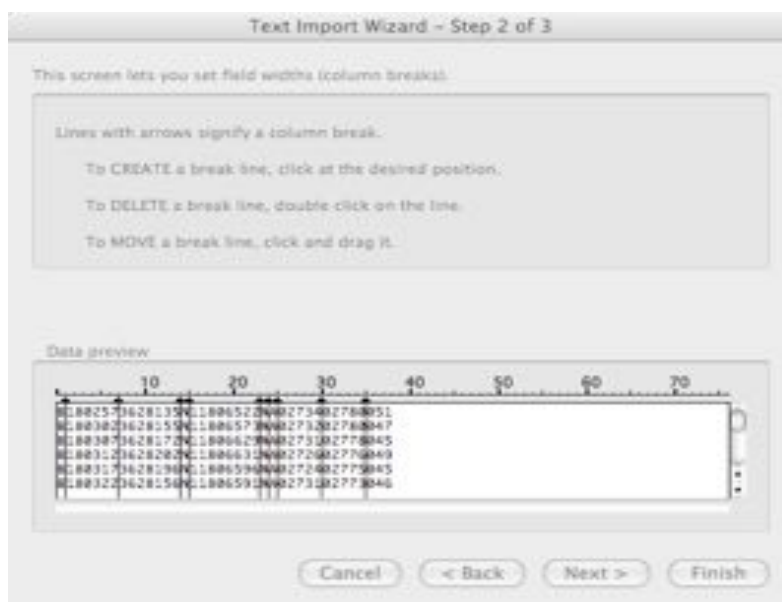 Text Import Wizard – Step 2 of 3
This screen lets you set field widths (column breaks).
Lines with arrows signify a column break.
To CREATE a break line, click at the desired position.
To DELETE a break line, double click on the line.
To MOVE a break line, click and drag it.
Data preview
10 20 30 40 50 60 70
Cancel < Back Next > Finish